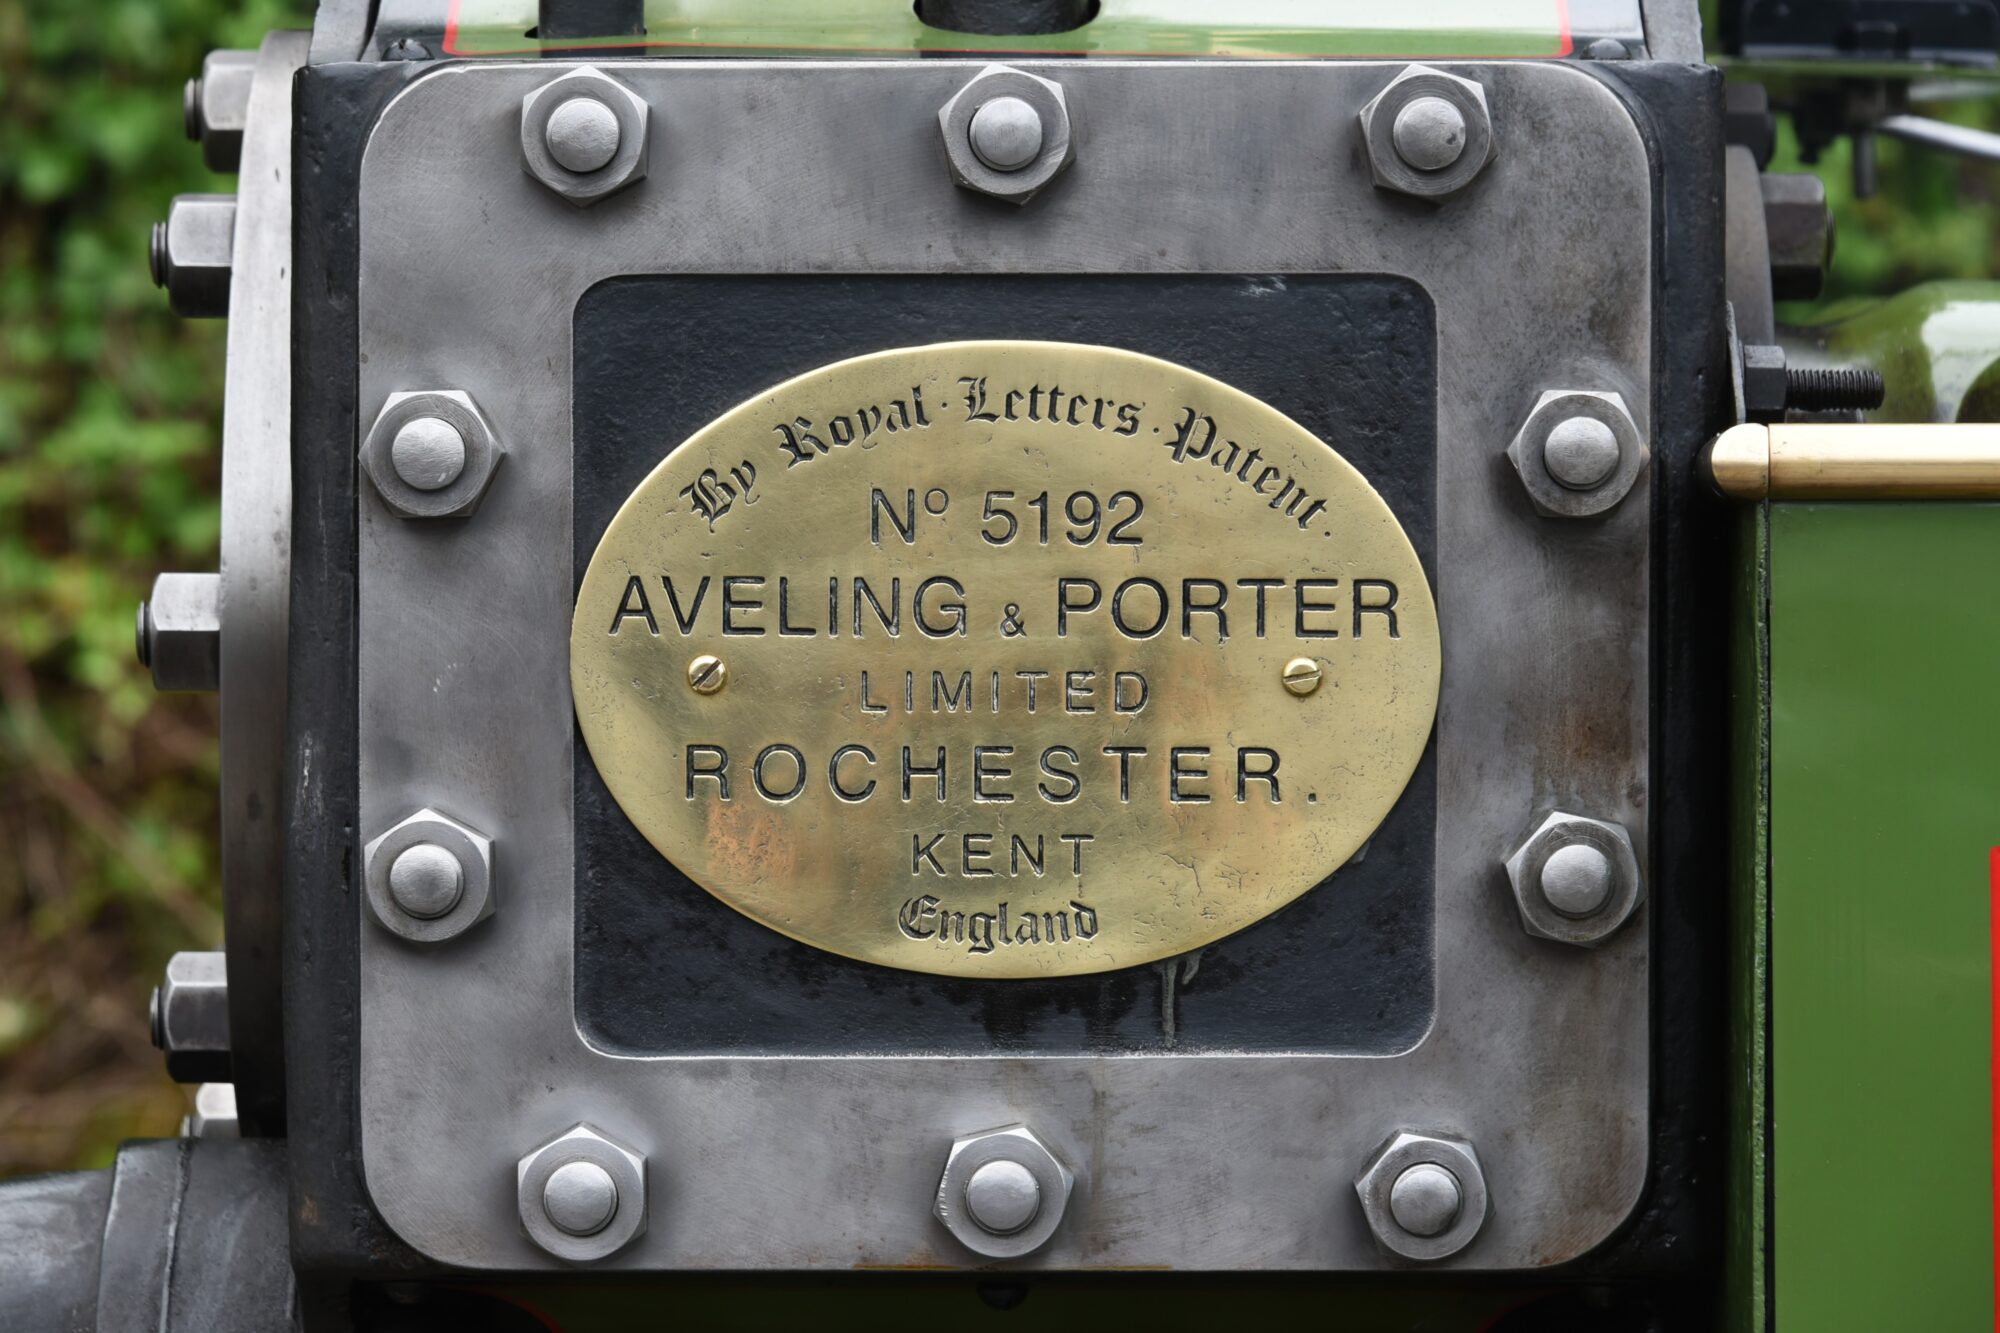 By Royal · Letters · Patent.
Nº 5192
AVELING & PORTER
LIMITED
ROCHESTER.
KENT
England